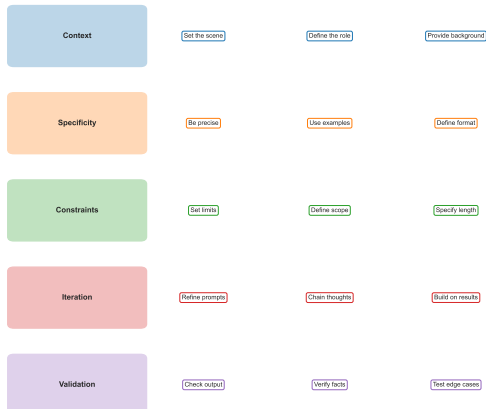 Context
Set the scene
Define the role
Provide background
Specificity
Be precise
Use examples
Define format
Constraints
Set limits
Define scope
Specify length
Iteration
Refine prompts
Chain thoughts
Build on results
Validation
Check output
Verify facts
Test edge cases